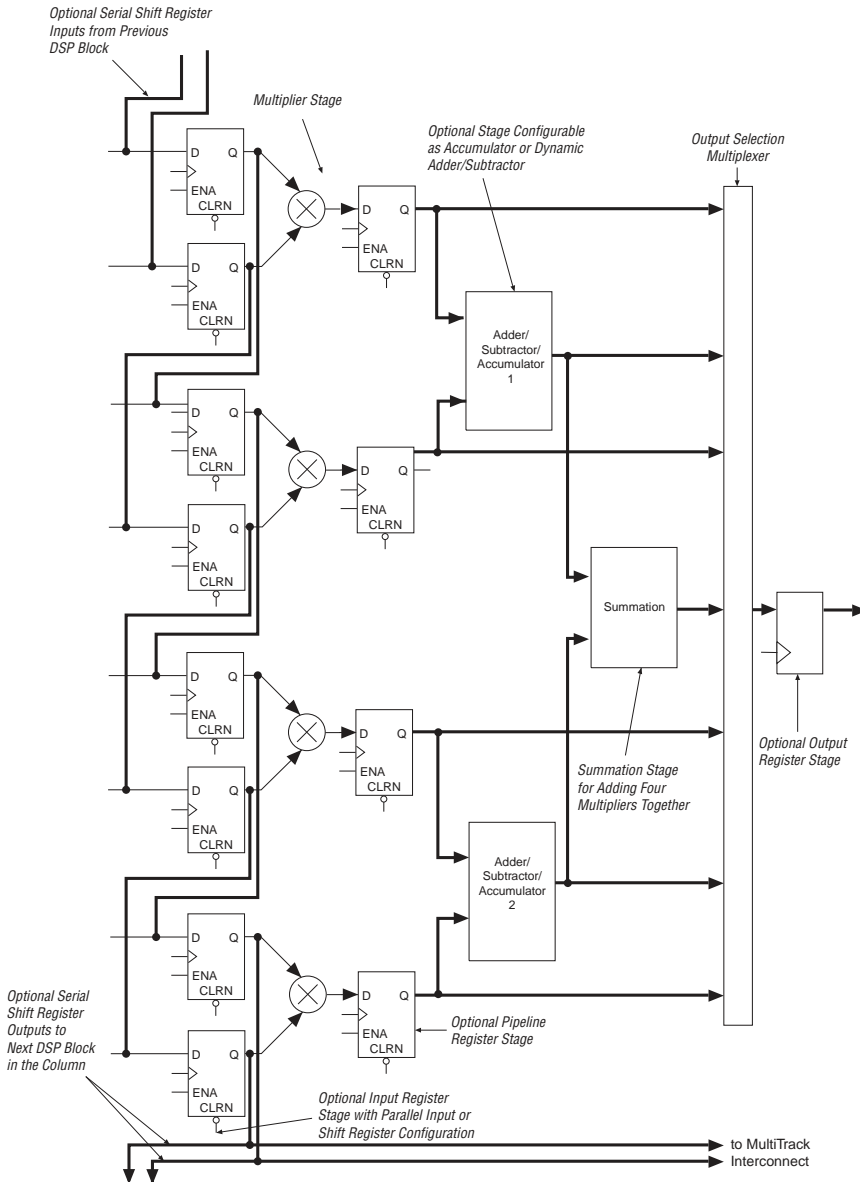 Optional Serial Shift Register
Inputs from Previous
DSP Block
Multiplier Stage
Optional Stage Configurable
as Accumulator or Dynamic
Adder/Subtractor
Output Selection
Multiplexer
D Q
ENA
CLRN
D Q
ENA
CLRN
D Q
ENA
CLRN
Adder/
Subtractor/
Accumulator
1
D Q
ENA
CLRN
D Q
ENA
CLRN
D Q
ENA
CLRN
Summation
D Q
ENA
CLRN
D Q
ENA
CLRN
D Q
ENA
CLRN
Summation Stage
for Adding Four
Multipliers Together
Optional Output
Register Stage
Adder/
Subtractor/
Accumulator
2
D Q
ENA
CLRN
D Q
ENA
CLRN
D Q
ENA
CLRN
Optional Serial
Shift Register
Outputs to
Next DSP Block
in the Column
Optional Pipeline
Register Stage
Optional Input Register
Stage with Parallel Input or
Shift Register Configuration
to MultiTrack
Interconnect